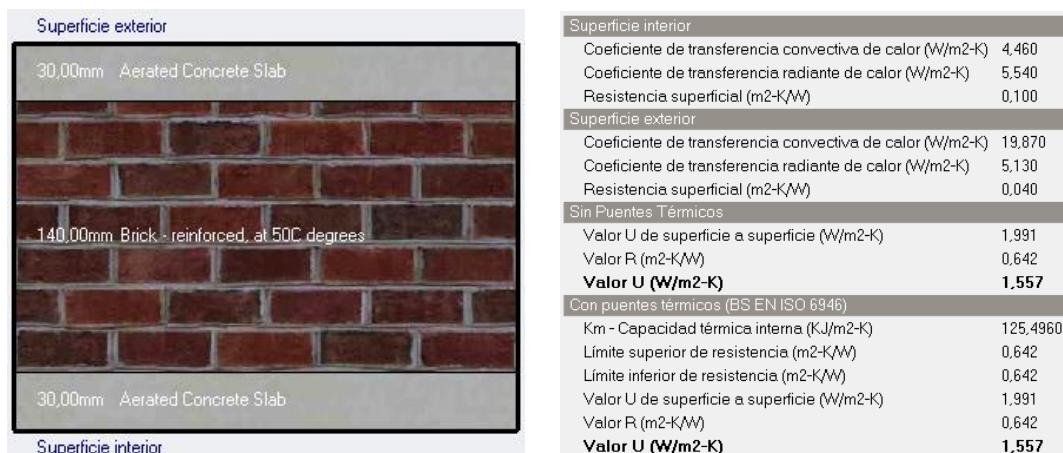 Superficie exterior
30,00mm Aerated Concrete Slab
140,00mm Brick - reinforced, at 50C degrees
30,00mm Aerated Concrete Slab
Superficie interior
Superficie interior
Coeficiente de transferencia convectiva de calor (W/m2-K) 4,460
Coeficiente de transferencia radiante de calor (W/m2-K) 5,540
Resistencia superficial (m2-K/W) 0,100
Superficie exterior
Coeficiente de transferencia convectiva de calor (W/m2-K) 19,870
Coeficiente de transferencia radiante de calor (W/m2-K) 5,130
Resistencia superficial (m2-K/W) 0,040
Sin Puentes Térmicos
Valor U de superficie a superficie (W/m2-K) 1,991
Valor R (m2-K/W) 0,642
Valor U (W/m2-K) 1,557
Con puentes térmicos (BS EN ISO 6946)
Km - Capacidad térmica interna (KJ/m2-K) 125,4960
Límite superior de resistencia (m2-K/W) 0,642
Límite inferior de resistencia (m2-K/W) 0,642
Valor U de superficie a superficie (W/m2-K) 1,991
Valor R (m2-K/W) 0,642
Valor U (W/m2-K) 1,557